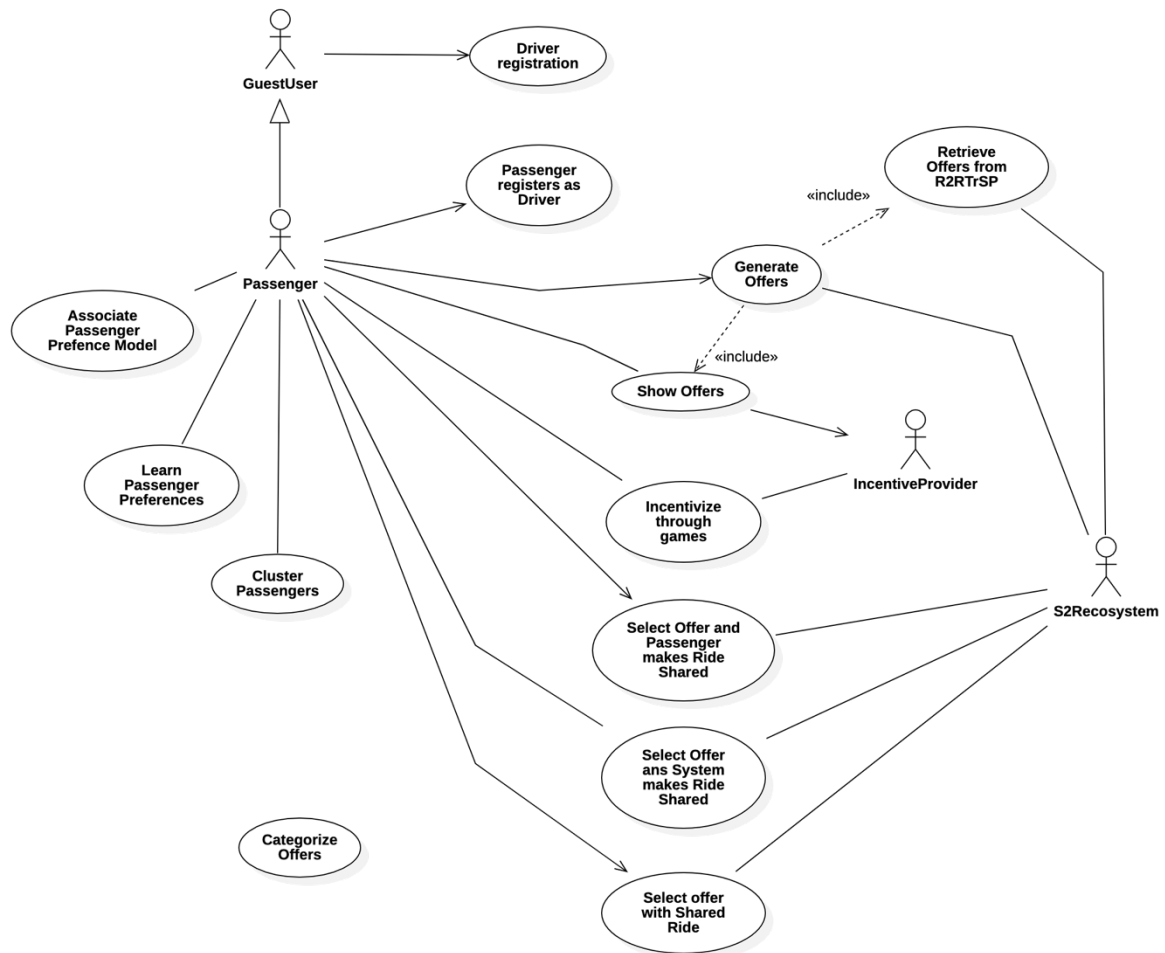 Driver
registration
GuestUser
Passenger
registers as
Driver
Retrieve
Offers from
R2RTrSP
«include»
Generate
Offers
Passenger
Associate
Passenger
Prefence Model
«include»
Show Offers
IncentiveProvider
Learn
Passenger
Preferences
Incentivize
through
games
Cluster
Passengers
S2Recosystem
Select Offer and
Passenger
makes Ride
Shared
Select Offer
ans System
makes Ride
Shared
Categorize
Offers
Select offer
with Shared
Ride